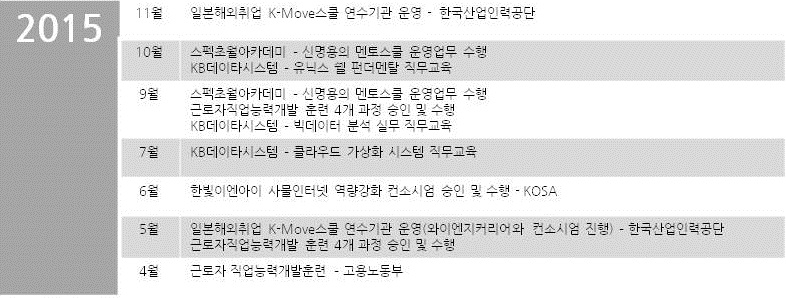 2015
11월 일본해외취업 K-Move스쿨 연수기관 운영 - 한국산업인력공단
10월 스펙초월아카데미 - 신명용의 멘토스쿨 운영업무 수행
KB데이타시스템 - 유닉스 쉘 펀더멘탈 직무교육
9월 스펙초월아카데미 - 신명용의 멘토스쿨 운영업무 수행
근로자직업능력개발 훈련 4개 과정 승인 및 수행
KB데이타시스템 - 빅데이터 분석 실무 직무교육
7월 KB데이타시스템 - 클라우드 가상화 시스템 직무교육
6월 한빛이엔아이 사물인터넷 역량강화 컨소시엄 승인 및 수행 - KOSA
5월 일본해외취업 K-Move스쿨 연수기관 운영(와이엔지커리어와 컨소시엄 진행) - 한국산업인력공단
근로자직업능력개발 훈련 4개 과정 승인 및 수행
4월 근로자 직업능력개발훈련 - 고용노동부